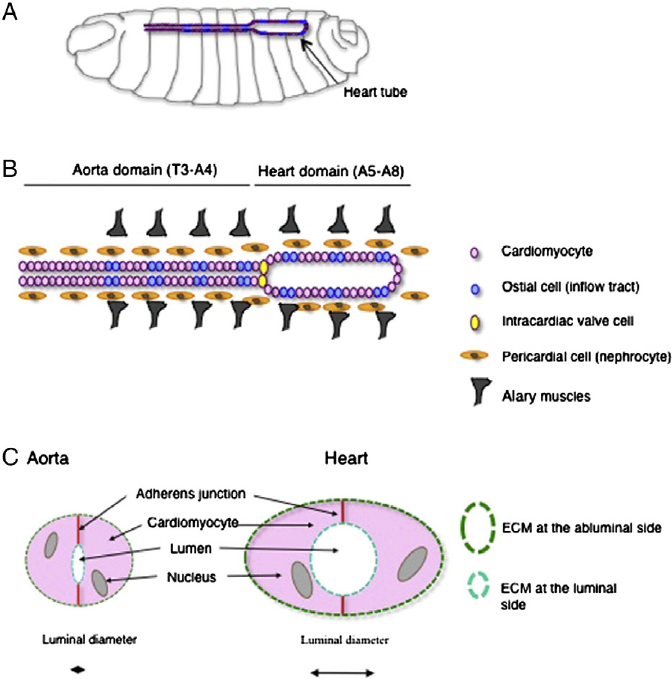 A
Heart tube
B
Aorta domain (T3-A4)
Heart domain (A5-A8)
Cardiomyocyte
Ostial cell (inflow tract)
Intracardiac valve cell
Pericardial cell (nephrocyte)
Alary muscles
C
Aorta
Heart
Adherens junction
Cardiomyocyte
Lumen
Nucleus
ECM at the abluminal side
ECM at the luminal
side
Luminal diameter
Luminal diameter